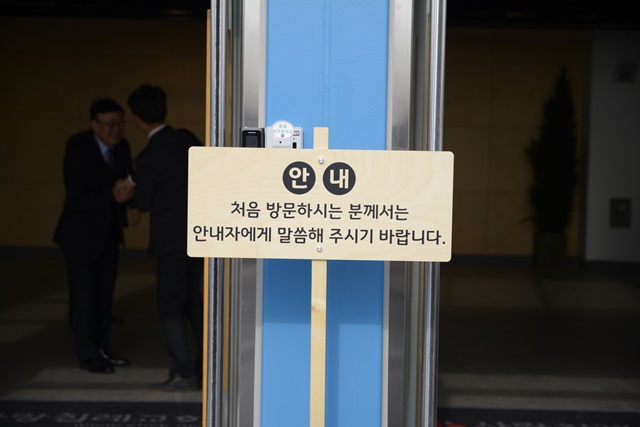 안내
처음 방문하시는 분께서는
안내자에게 말씀해 주시기 바랍니다.